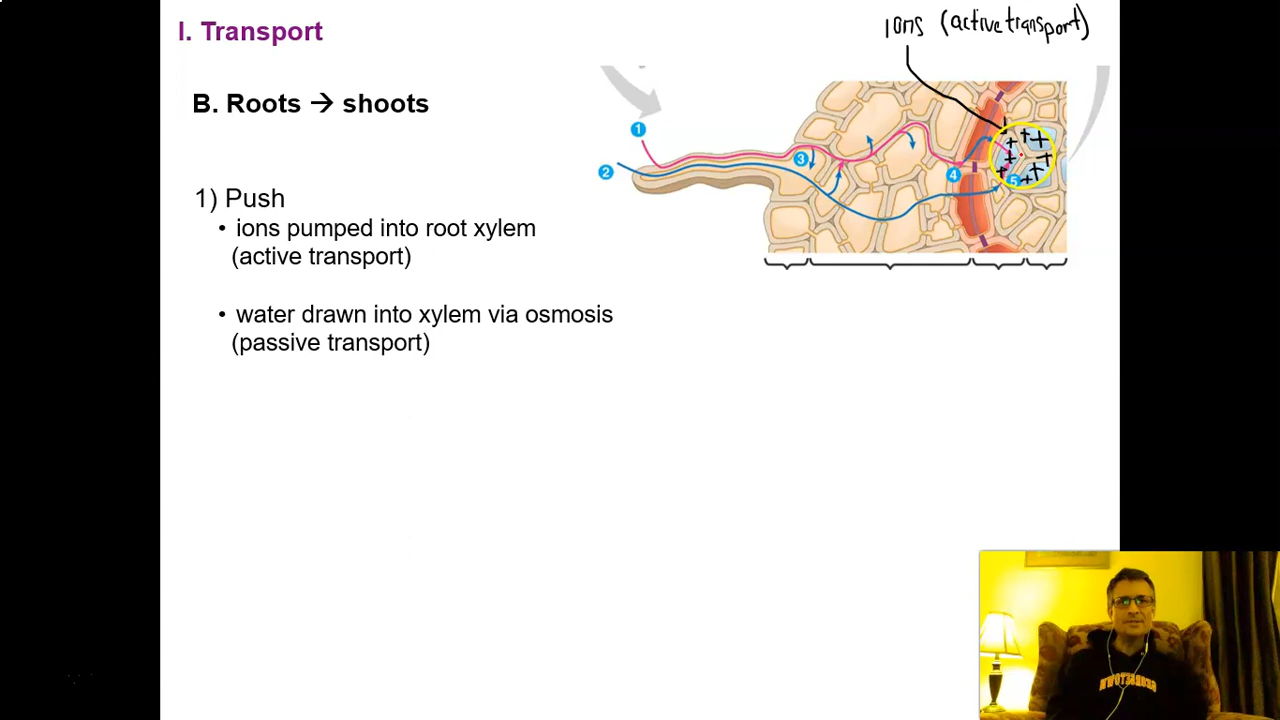 I. Transport
ions (active transport)
B. Roots → shoots
1
2
3
4
5
1) Push
• ions pumped into root xylem
(active transport)
• water drawn into xylem via osmosis
(passive transport)
GEORGETOWN